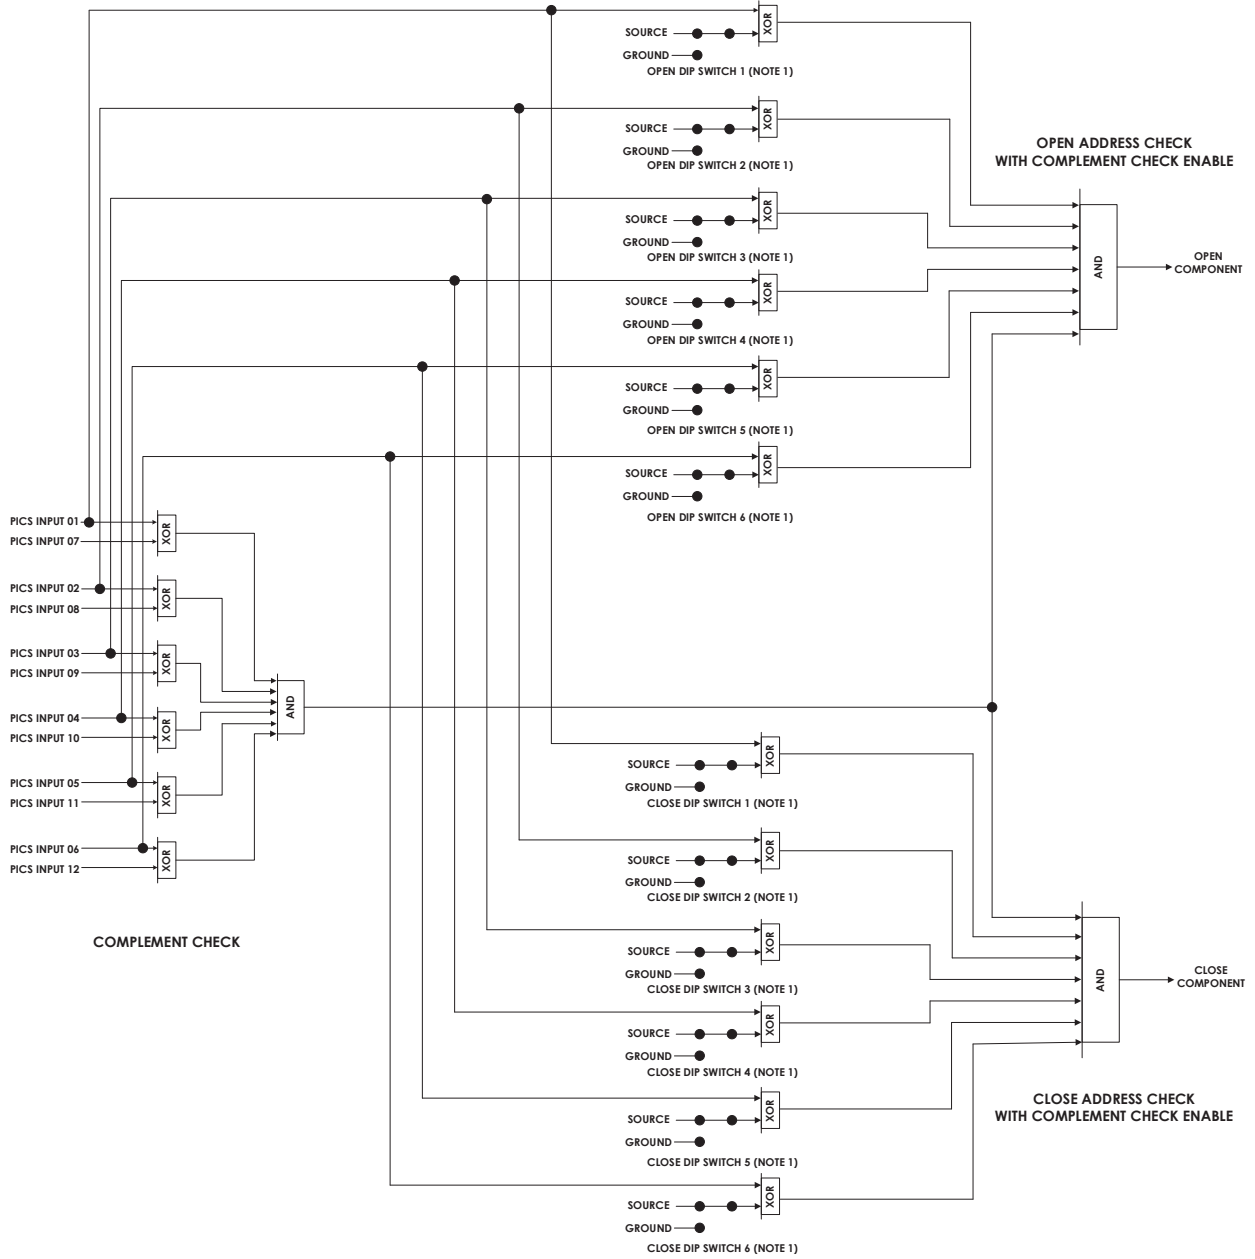 XOR
SOURCE
GROUND
OPEN DIP SWITCH 1 (NOTE 1)
XOR
SOURCE
GROUND
OPEN DIP SWITCH 2 (NOTE 1)
XOR
SOURCE
GROUND
OPEN DIP SWITCH 3 (NOTE 1)
XOR
SOURCE
GROUND
OPEN DIP SWITCH 4 (NOTE 1)
XOR
SOURCE
GROUND
OPEN DIP SWITCH 5 (NOTE 1)
XOR
SOURCE
GROUND
OPEN DIP SWITCH 6 (NOTE 1)
OPEN ADDRESS CHECK
WITH COMPLEMENT CHECK ENABLE
AND
OPEN
COMPONENT
PICS INPUT 01
PICS INPUT 07
XOR
PICS INPUT 02
PICS INPUT 08
XOR
PICS INPUT 03
PICS INPUT 09
XOR
PICS INPUT 04
PICS INPUT 10
XOR
PICS INPUT 05
PICS INPUT 11
XOR
PICS INPUT 06
PICS INPUT 12
XOR
AND
COMPLEMENT CHECK
XOR
SOURCE
GROUND
CLOSE DIP SWITCH 1 (NOTE 1)
XOR
SOURCE
GROUND
CLOSE DIP SWITCH 2 (NOTE 1)
XOR
SOURCE
GROUND
CLOSE DIP SWITCH 3 (NOTE 1)
XOR
SOURCE
GROUND
CLOSE DIP SWITCH 4 (NOTE 1)
XOR
SOURCE
GROUND
CLOSE DIP SWITCH 5 (NOTE 1)
XOR
SOURCE
GROUND
CLOSE DIP SWITCH 6 (NOTE 1)
AND
CLOSE
COMPONENT
CLOSE ADDRESS CHECK
WITH COMPLEMENT CHECK ENABLE